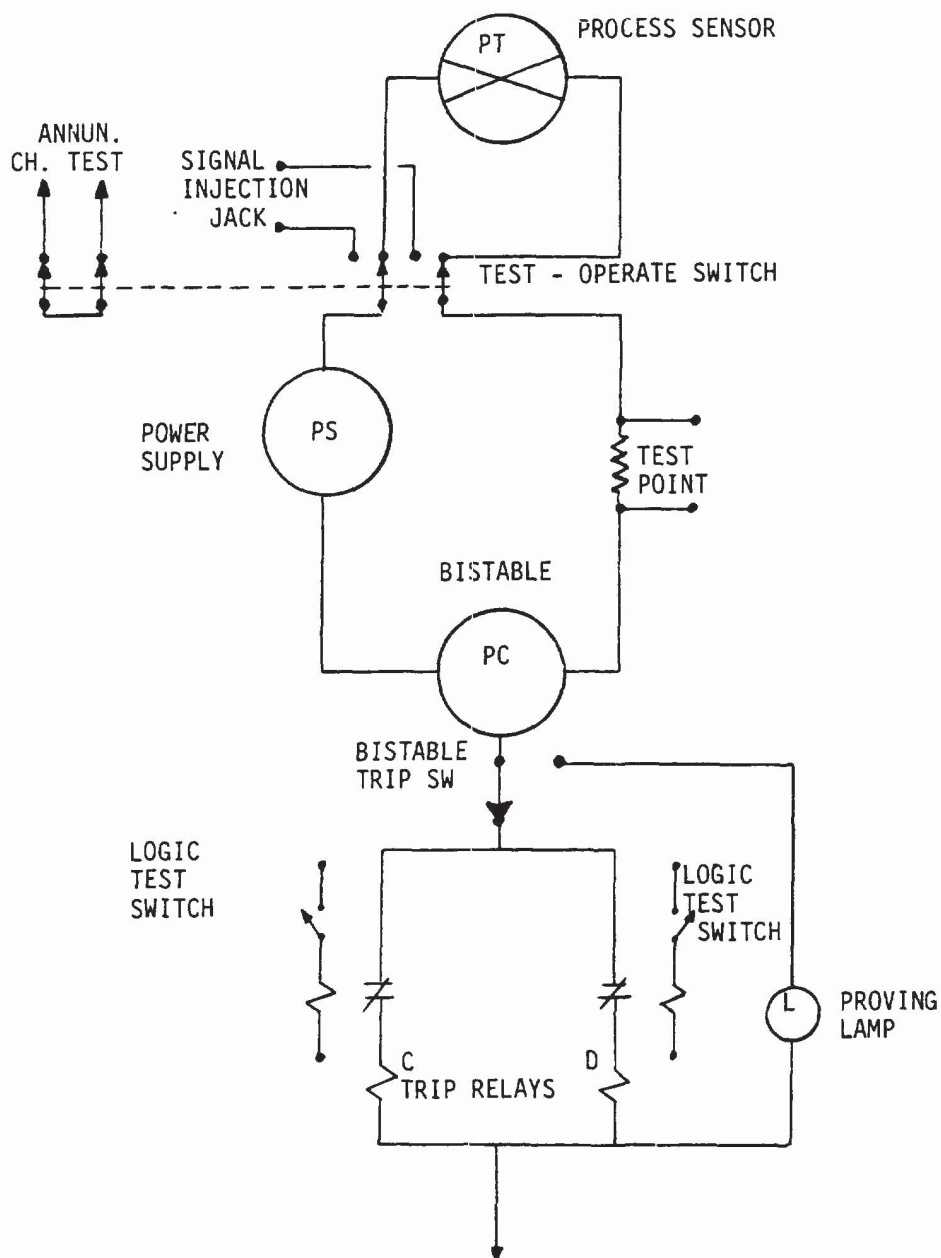 PT
PROCESS SENSOR
ANNUN.
CH. TEST
SIGNAL
INJECTION
JACK
TEST - OPERATE SWITCH
POWER
SUPPLY
PS
TEST
POINT
BISTABLE
PC
BISTABLE
TRIP SW
LOGIC
TEST
SWITCH
LOGIC
TEST
SWITCH
L
PROVING
LAMP
C
D
TRIP RELAYS